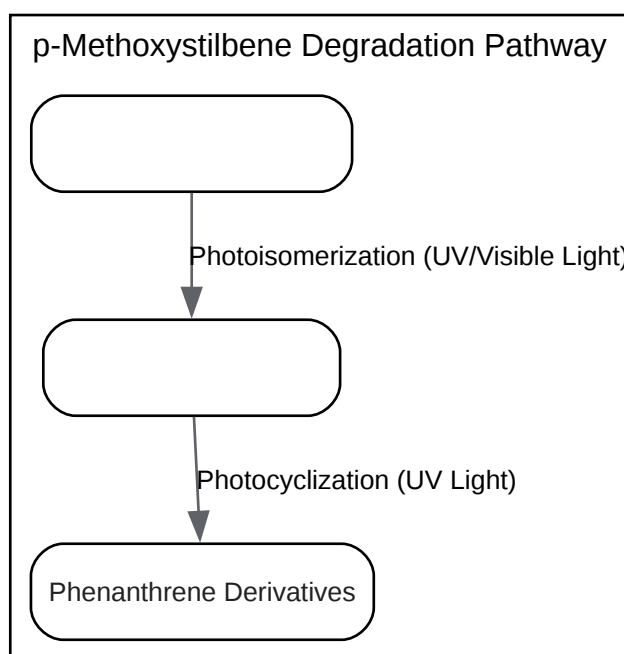 p-Methoxystilbene Degradation Pathway
Photoisomerization (UV/Visible Light)
Photocyclization (UV Light)
Phenanthrene Derivatives